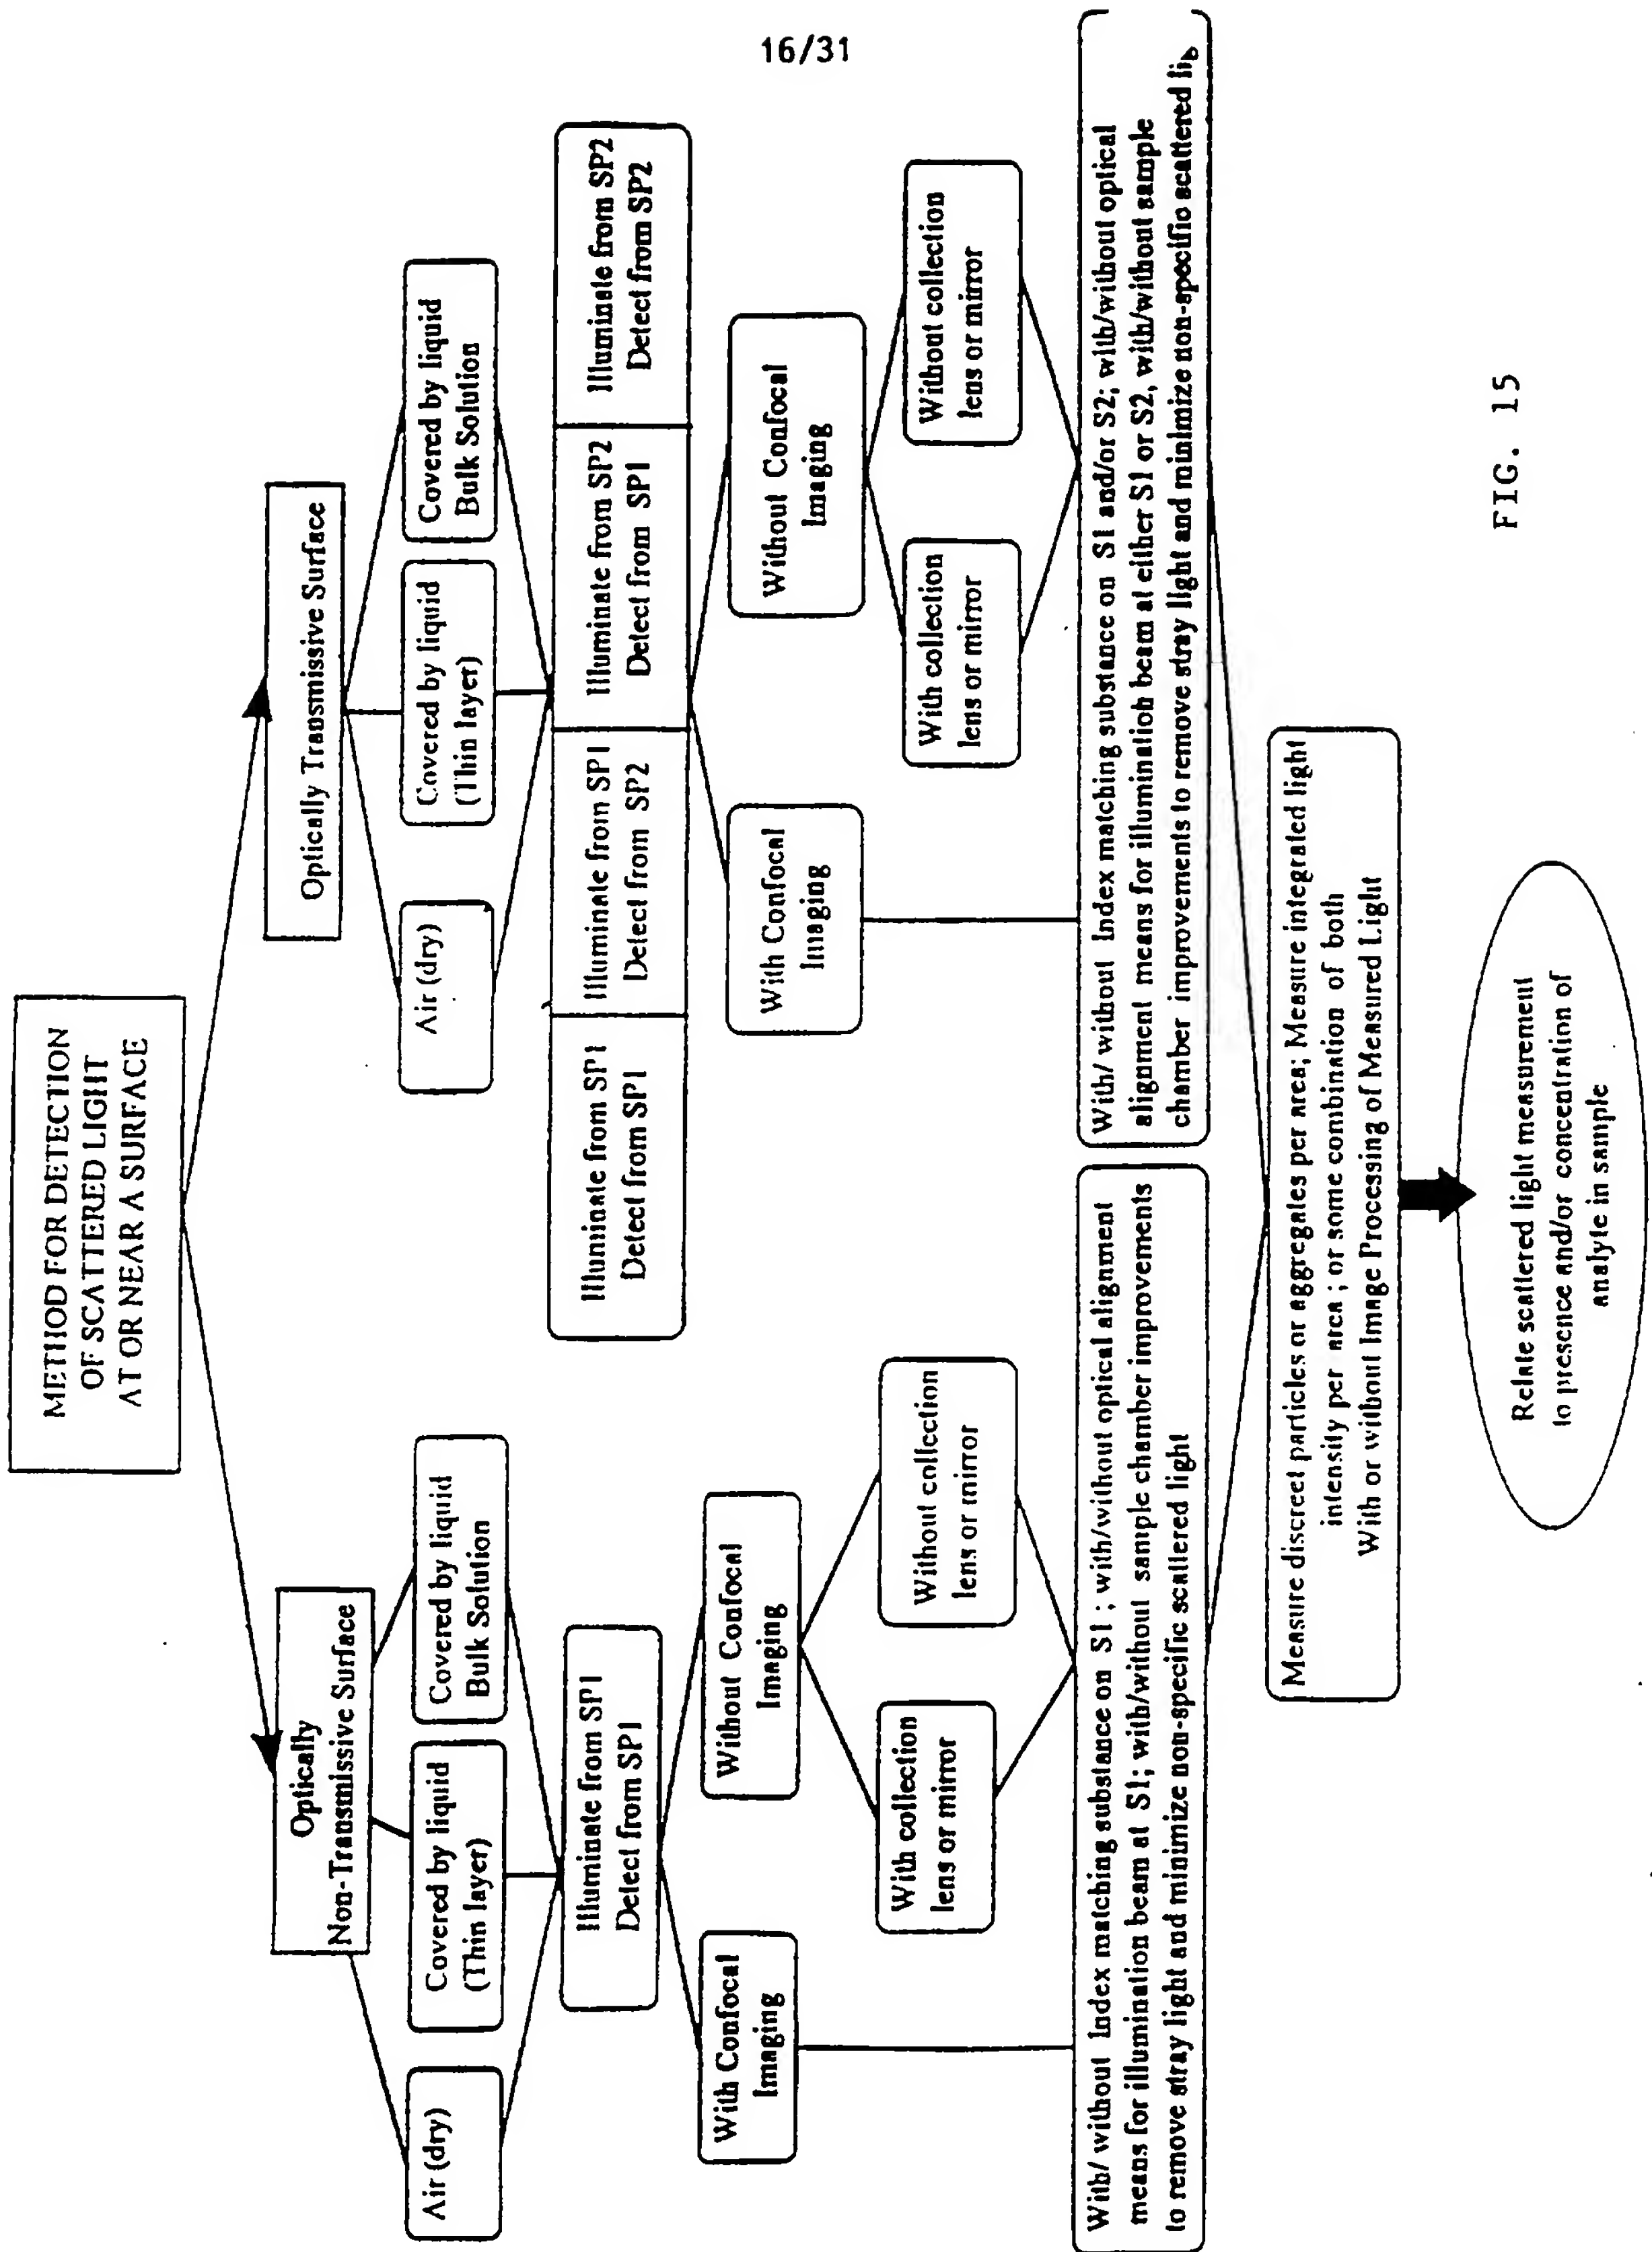 16/31
METHOD FOR DETECTION
OF SCATTERED LIGHT
AT OR NEAR A SURFACE
Optically
Non-Transmissive Surface
Air (dry)
Covered by liquid
(Thin layer)
Covered by liquid
Bulk Solution
Illuminate from SP1
Detect from SP1
With Confocal
Imaging
Without Confocal
Imaging
With collection
lens or mirror
Without collection
lens or mirror
With/ without Index matching substance on S1 ; with/without optical alignment
means for illumination beam at S1; with/without sample chamber improvements
to remove stray light and minimize non-specific scattered light
Optically Transmissive Surface
Air (dry)
Covered by liquid
(Thin layer)
Covered by liquid
Bulk Solution
Illuminate from SP1
Detect from SP1
Illuminate from SP1
Detect from SP2
Illuminate from SP2
Detect from SP1
Illuminate from SP2
Detect from SP2
With Confocal
Imaging
Without Confocal
Imaging
With collection
lens or mirror
Without collection
lens or mirror
With/ without Index matching substance on S1 and/or S2; with/without optical
alignment means for illumination beam at either S1 or S2, with/without sample
chamber improvements to remove stray light and minimize non-specific scattered
Measure discreet particles or aggregates per area; Measure integrated light
intensity per area ; or some combination of both
With or without Image Processing of Measured Light
Relate scattered light measurement
to presence and/or concentration of
analyte in sample
FIG. 15